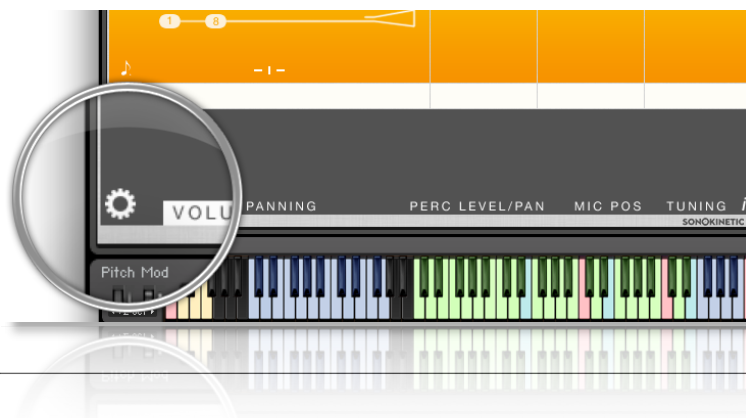 1 8
- I -
VOLU PANNING PERC LEVEL/PAN MIC POS TUNING i
SONOKINETIC
Pitch Mod